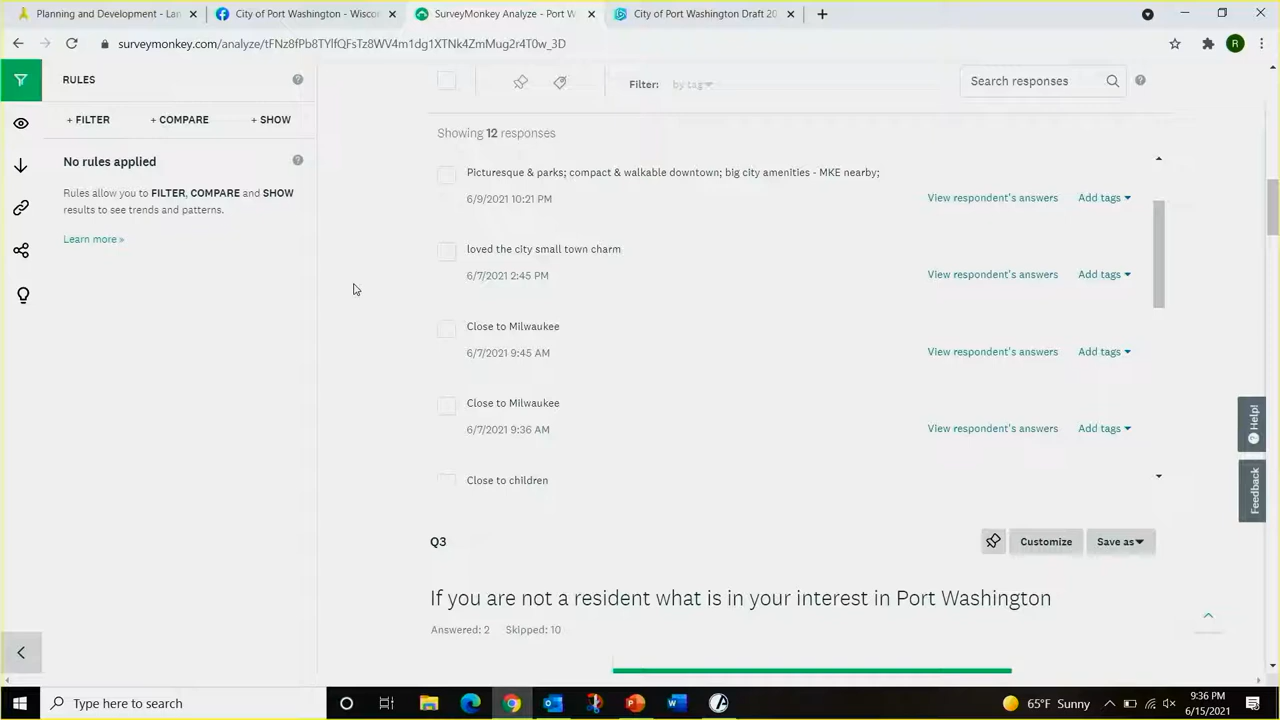 Planning and Development - Lan
City of Port Washington - Wiscon
SurveyMonkey Analyze - Port W
City of Port Washington Draft 20
surveymonkey.com/analyze/tFNz8fPb8TYlfQFsTz8WV4m1dg1XTNk4ZmMug2r4T0w_3D
R
RULES
+ FILTER + COMPARE + SHOW
No rules applied
Rules allow you to FILTER, COMPARE and SHOW
results to see trends and patterns.
Learn more »
Filter: by tag
Search responses
Showing 12 responses
Picturesque & parks; compact & walkable downtown; big city amenities - MKE nearby;
6/9/2021 10:21 PM
View respondent's answers Add tags
loved the city small town charm
6/7/2021 2:45 PM
View respondent's answers Add tags
Close to Milwaukee
6/7/2021 9:45 AM
View respondent's answers Add tags
Close to Milwaukee
6/7/2021 9:36 AM
View respondent's answers Add tags
Close to children
Q3
Customize Save as
If you are not a resident what is in your interest in Port Washington
Answered: 2 Skipped: 10
Help!
Feedback
Type here to search
65°F Sunny
9:36 PM
6/15/2021